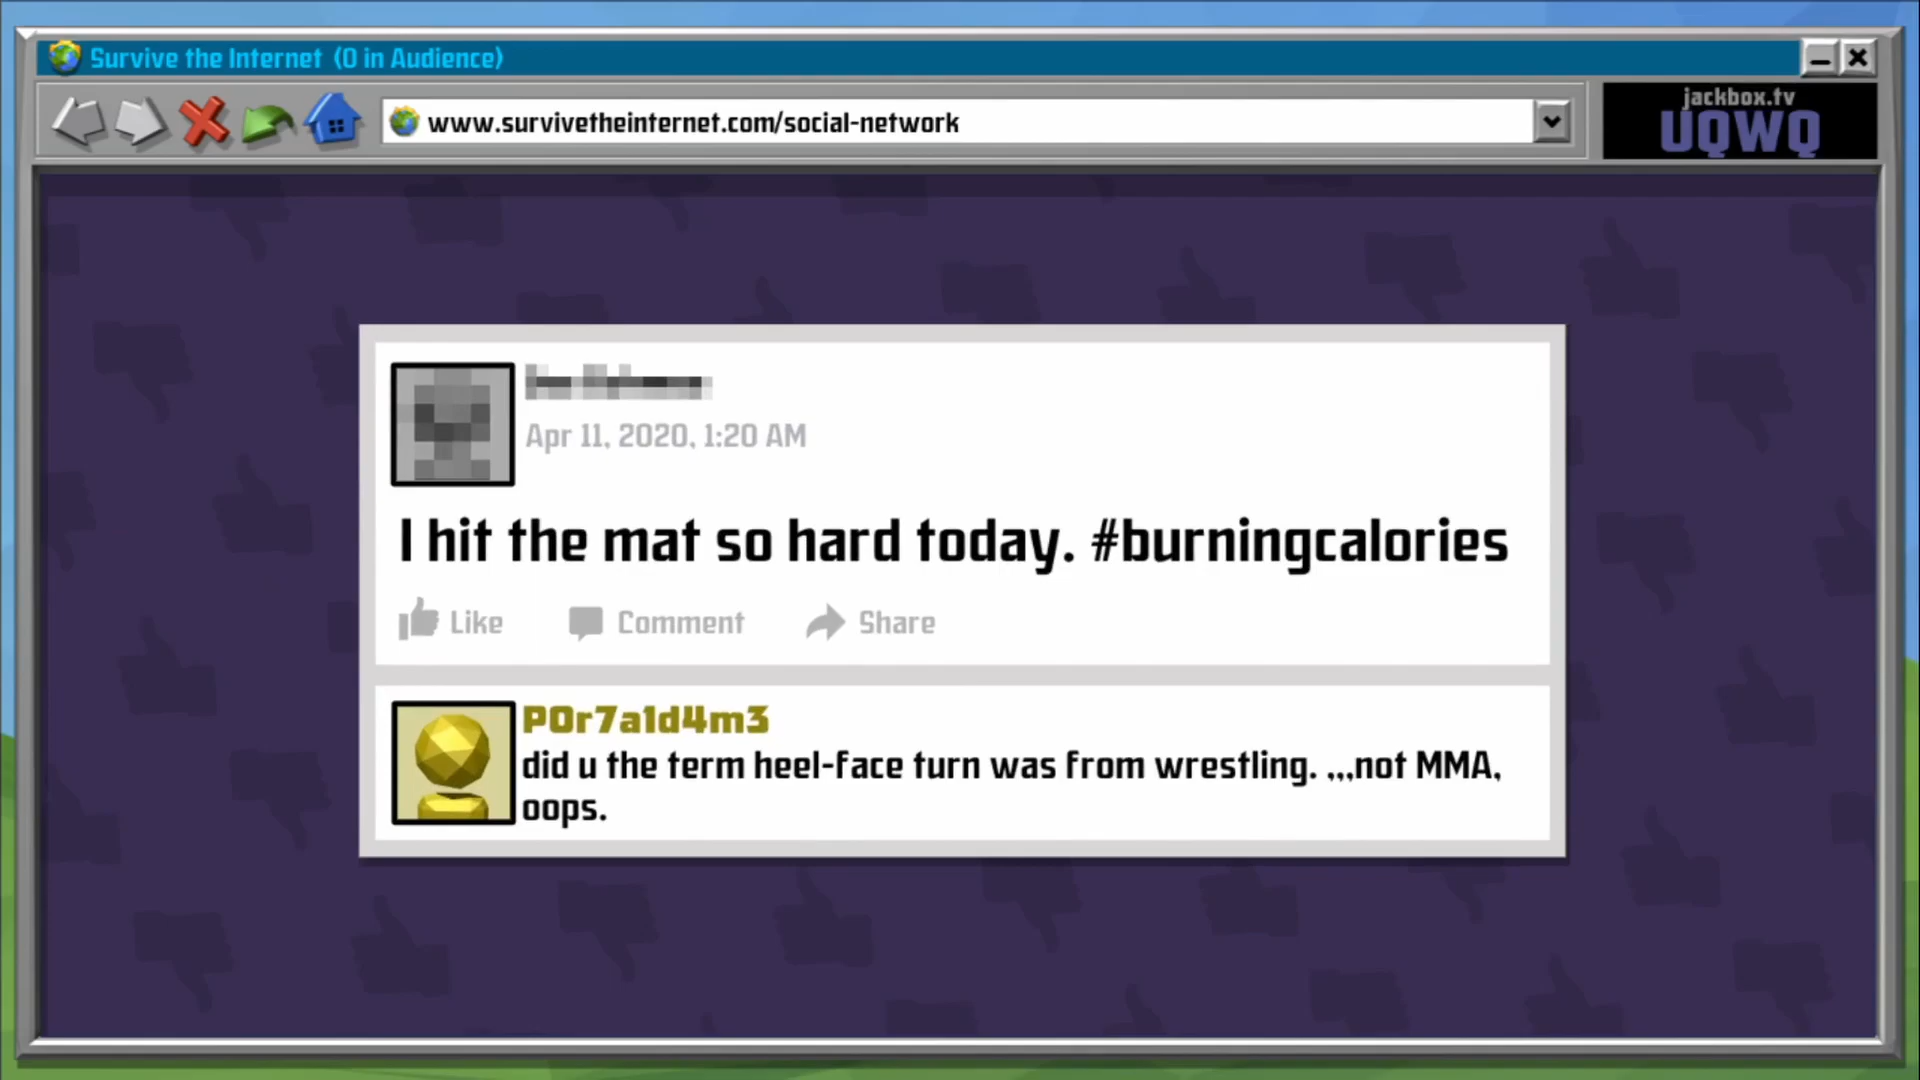 Survive the Internet (0 in Audience)
www.survivetheinternet.com/social-network
jackbox.tv
UQWQ
Apr 11, 2020, 1:20 AM
I hit the mat so hard today. #burningcalories
Like Comment Share
P0r7a1d4m3
did u the term heel-face turn was from wrestling. ,,,not MMA,
oops.